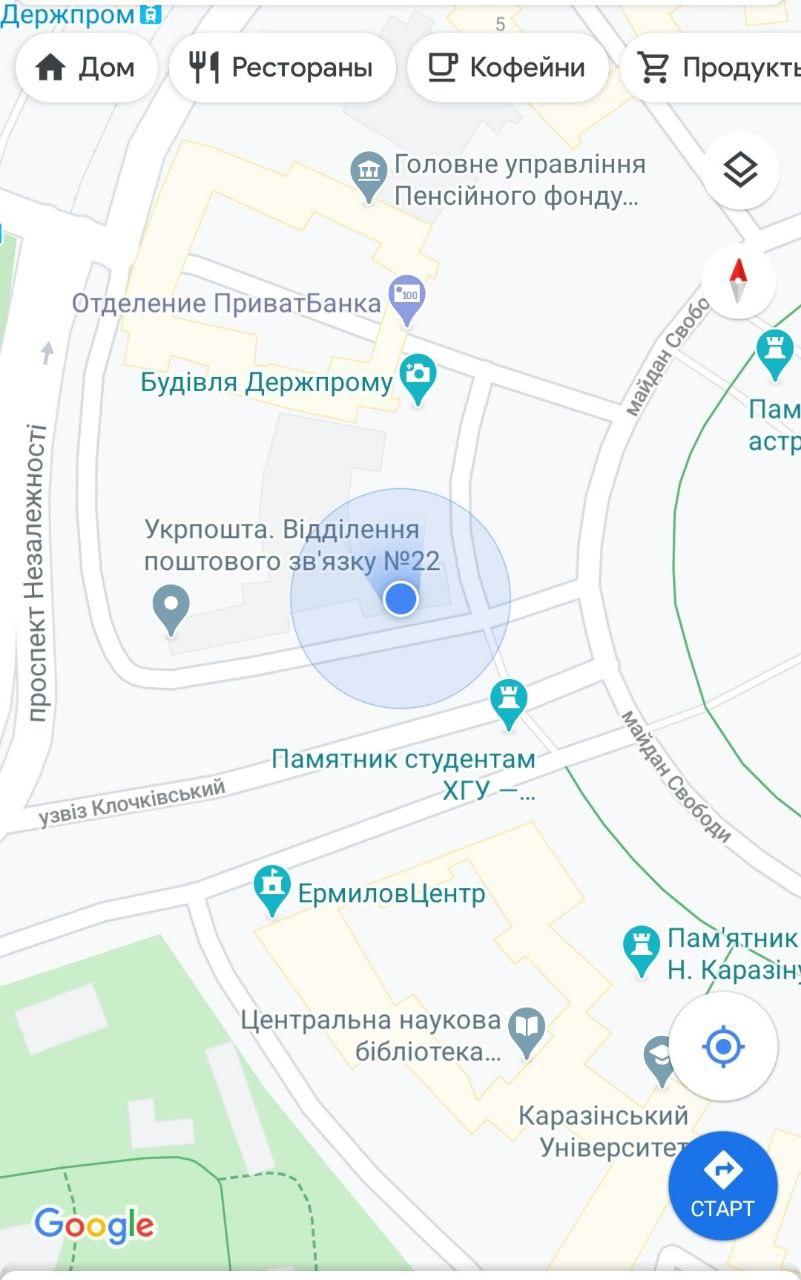 Держпром
5
Дом
Рестораны
Кофейни
Продукты
Головне управління
Пенсійного фонду...
Отделение ПриватБанка
100
Будівля Держпрому
майдан Свобо
Пам
астр
проспект Незалежності
Укрпошта. Відділення
поштового зв'язку №22
Памятник студентам
ХГУ —...
узвіз Клочківський
майдан Свободи
ЕрмиловЦентр
Пам'ятник
Н. Каразіну
Центральна наукова
бібліотека...
Каразінський
Університет
СТАРТ
Google